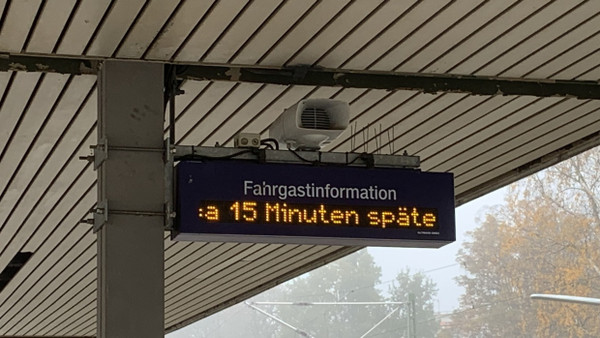 Fahrgastinformation
:a 15 Minuten späte